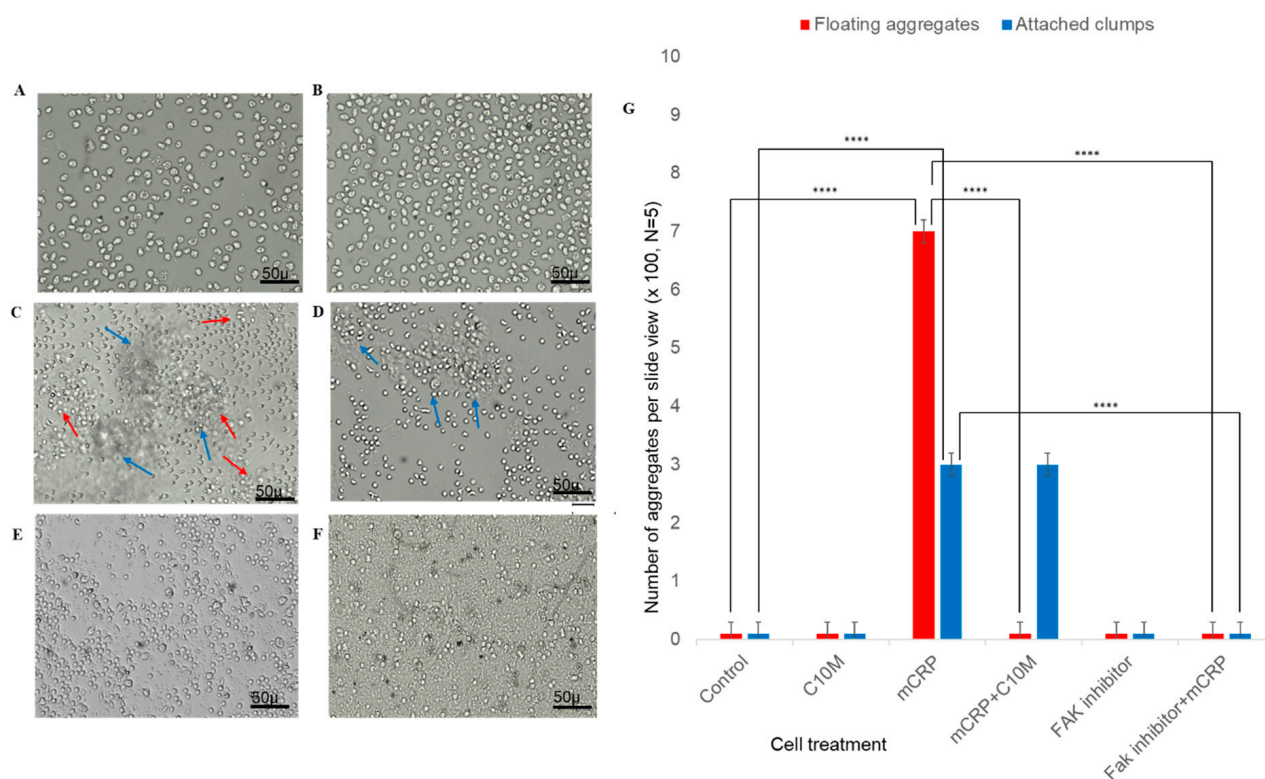 Floating aggregates Attached clumps
A
50µ
B
50µ
C
50µ
D
50µ
E
50µ
F
50µ
G
Number of aggregates per slide view (x 100, N=5)
10
9
8
7
6
5
4
3
2
1
0
****
****
****
****
****
Control
C10M
mCRP
mCRP+C10M
FAK inhibitor
Fak inhibitor+mCRP
Cell treatment